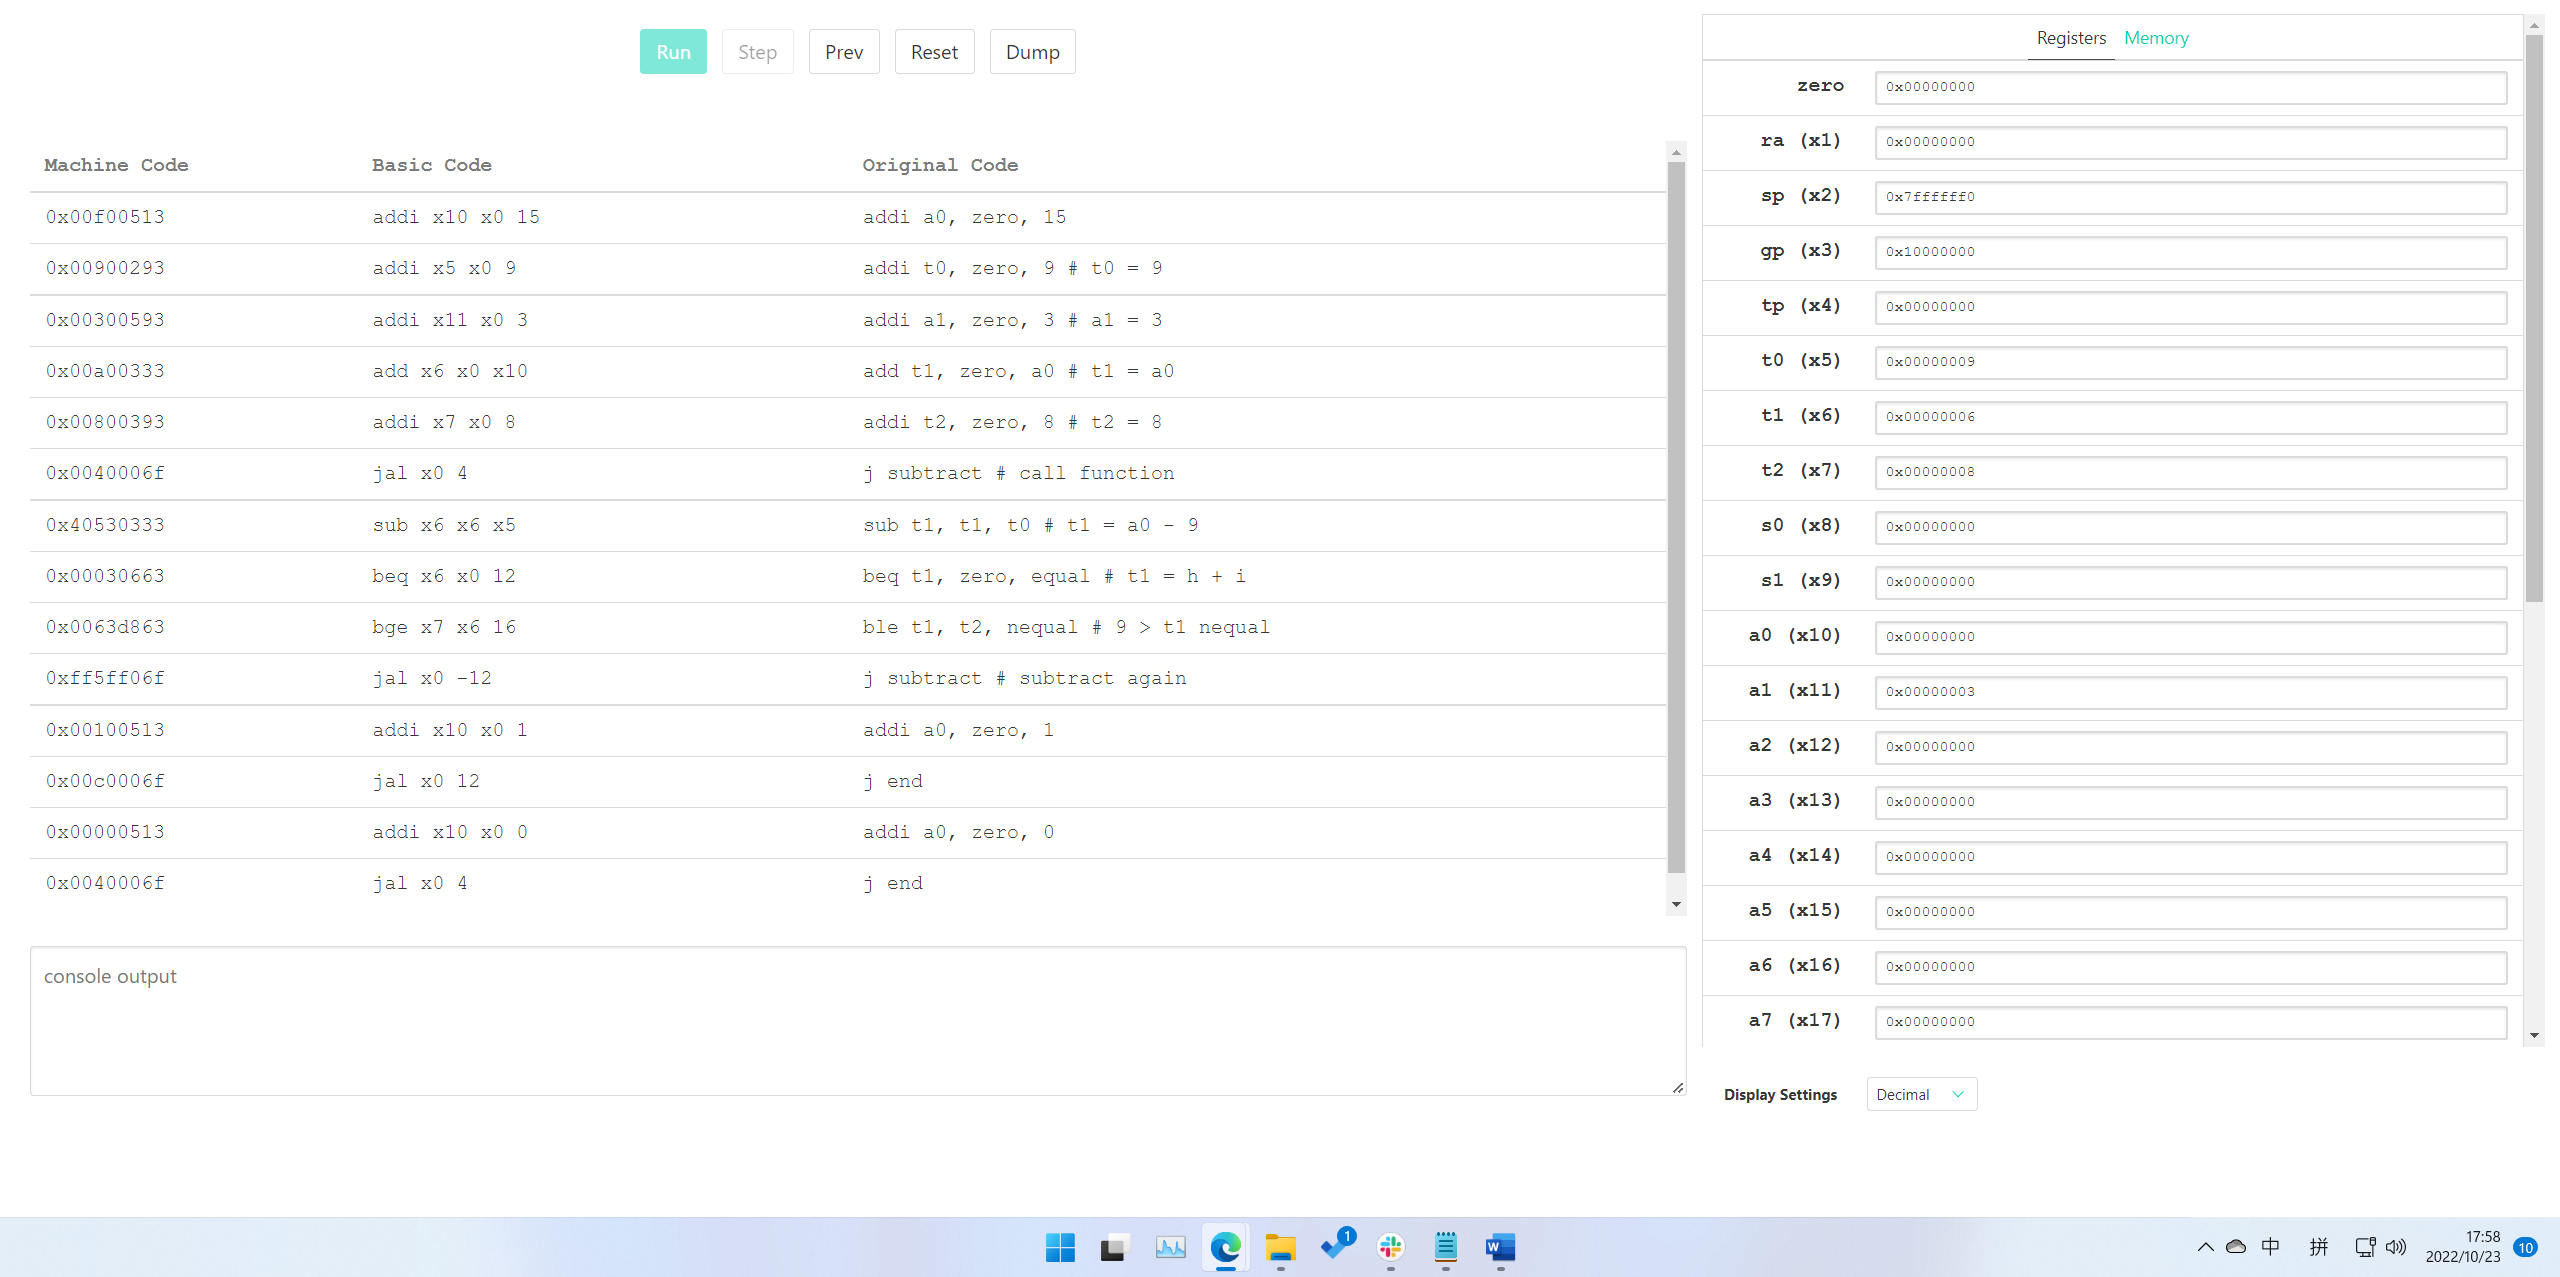 Run Step Prev Reset Dump
Machine Code Basic Code Original Code
0x00f00513 addi x10 x0 15 addi a0, zero, 15
0x00900293 addi x5 x0 9 addi t0, zero, 9 # t0 = 9
0x00300593 addi x11 x0 3 addi a1, zero, 3 # a1 = 3
0x00a00333 add x6 x0 x10 add t1, zero, a0 # t1 = a0
0x00800393 addi x7 x0 8 addi t2, zero, 8 # t2 = 8
0x0040006f jal x0 4 j subtract # call function
0x40530333 sub x6 x6 x5 sub t1, t1, t0 # t1 = a0 - 9
0x00030663 beq x6 x0 12 beq t1, zero, equal # t1 = h + i
0x0063d863 bge x7 x6 16 ble t1, t2, nequal # 9 > t1 nequal
0xff5ff06f jal x0 -12 j subtract # subtract again
0x00100513 addi x10 x0 1 addi a0, zero, 1
0x00c0006f jal x0 12 j end
0x00000513 addi x10 x0 0 addi a0, zero, 0
0x0040006f jal x0 4 j end
console output
Registers Memory
zero 0x00000000
ra (x1) 0x00000000
sp (x2) 0x7ffffff0
gp (x3) 0x10000000
tp (x4) 0x00000000
t0 (x5) 0x00000009
t1 (x6) 0x00000006
t2 (x7) 0x00000008
s0 (x8) 0x00000000
s1 (x9) 0x00000000
a0 (x10) 0x00000000
a1 (x11) 0x00000003
a2 (x12) 0x00000000
a3 (x13) 0x00000000
a4 (x14) 0x00000000
a5 (x15) 0x00000000
a6 (x16) 0x00000000
a7 (x17) 0x00000000
Display Settings Decimal
1
W
中 拼
17:58
2022/10/23
10